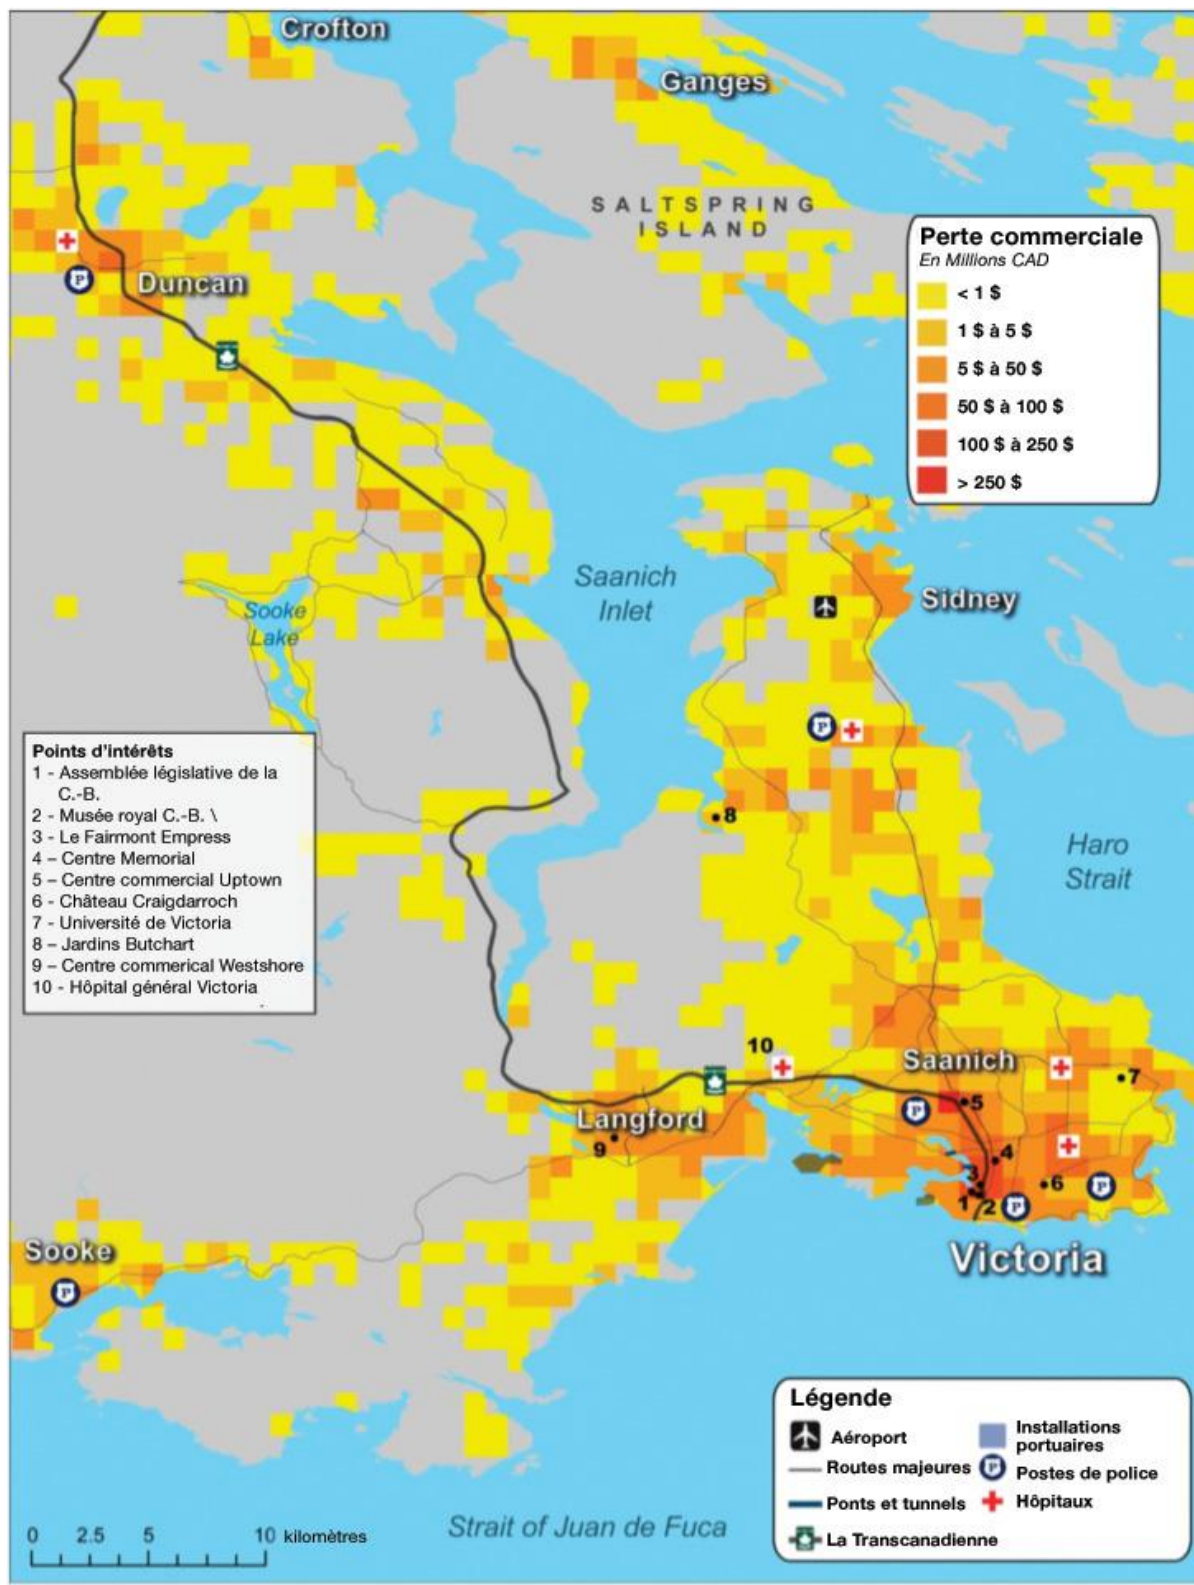 Crofton
Ganges
SALTSPRING
ISLAND
Perte commerciale
En Millions CAD
< 1 $
1 $ à 5 $
5 $ à 50 $
50 $ à 100 $
100 $ à 250 $
> 250 $
P
Duncan
Saanich
Inlet
Sidney
Sooke
Lake
P
Points d'intérêts
1 - Assemblée législative de la
C.-B.
2 - Musée royal C.-B. \
3 - Le Fairmont Empress
4 – Centre Memorial
5 – Centre commercial Uptown
6 - Château Craigdarroch
7 - Université de Victoria
8 – Jardins Butchart
9 – Centre commerical Westshore
10 - Hôpital général Victoria
8
Haro
Strait
10
Saanich
7
5
P
Langford
9
4
3
6
P
1
2
P
Victoria
Sooke
P
Légende
Aéroport
Installations
portuaires
Routes majeures
P Postes de police
Ponts et tunnels
Hôpitaux
La Transcanadienne
0 2.5 5 10 kilomètres
Strait of Juan de Fuca